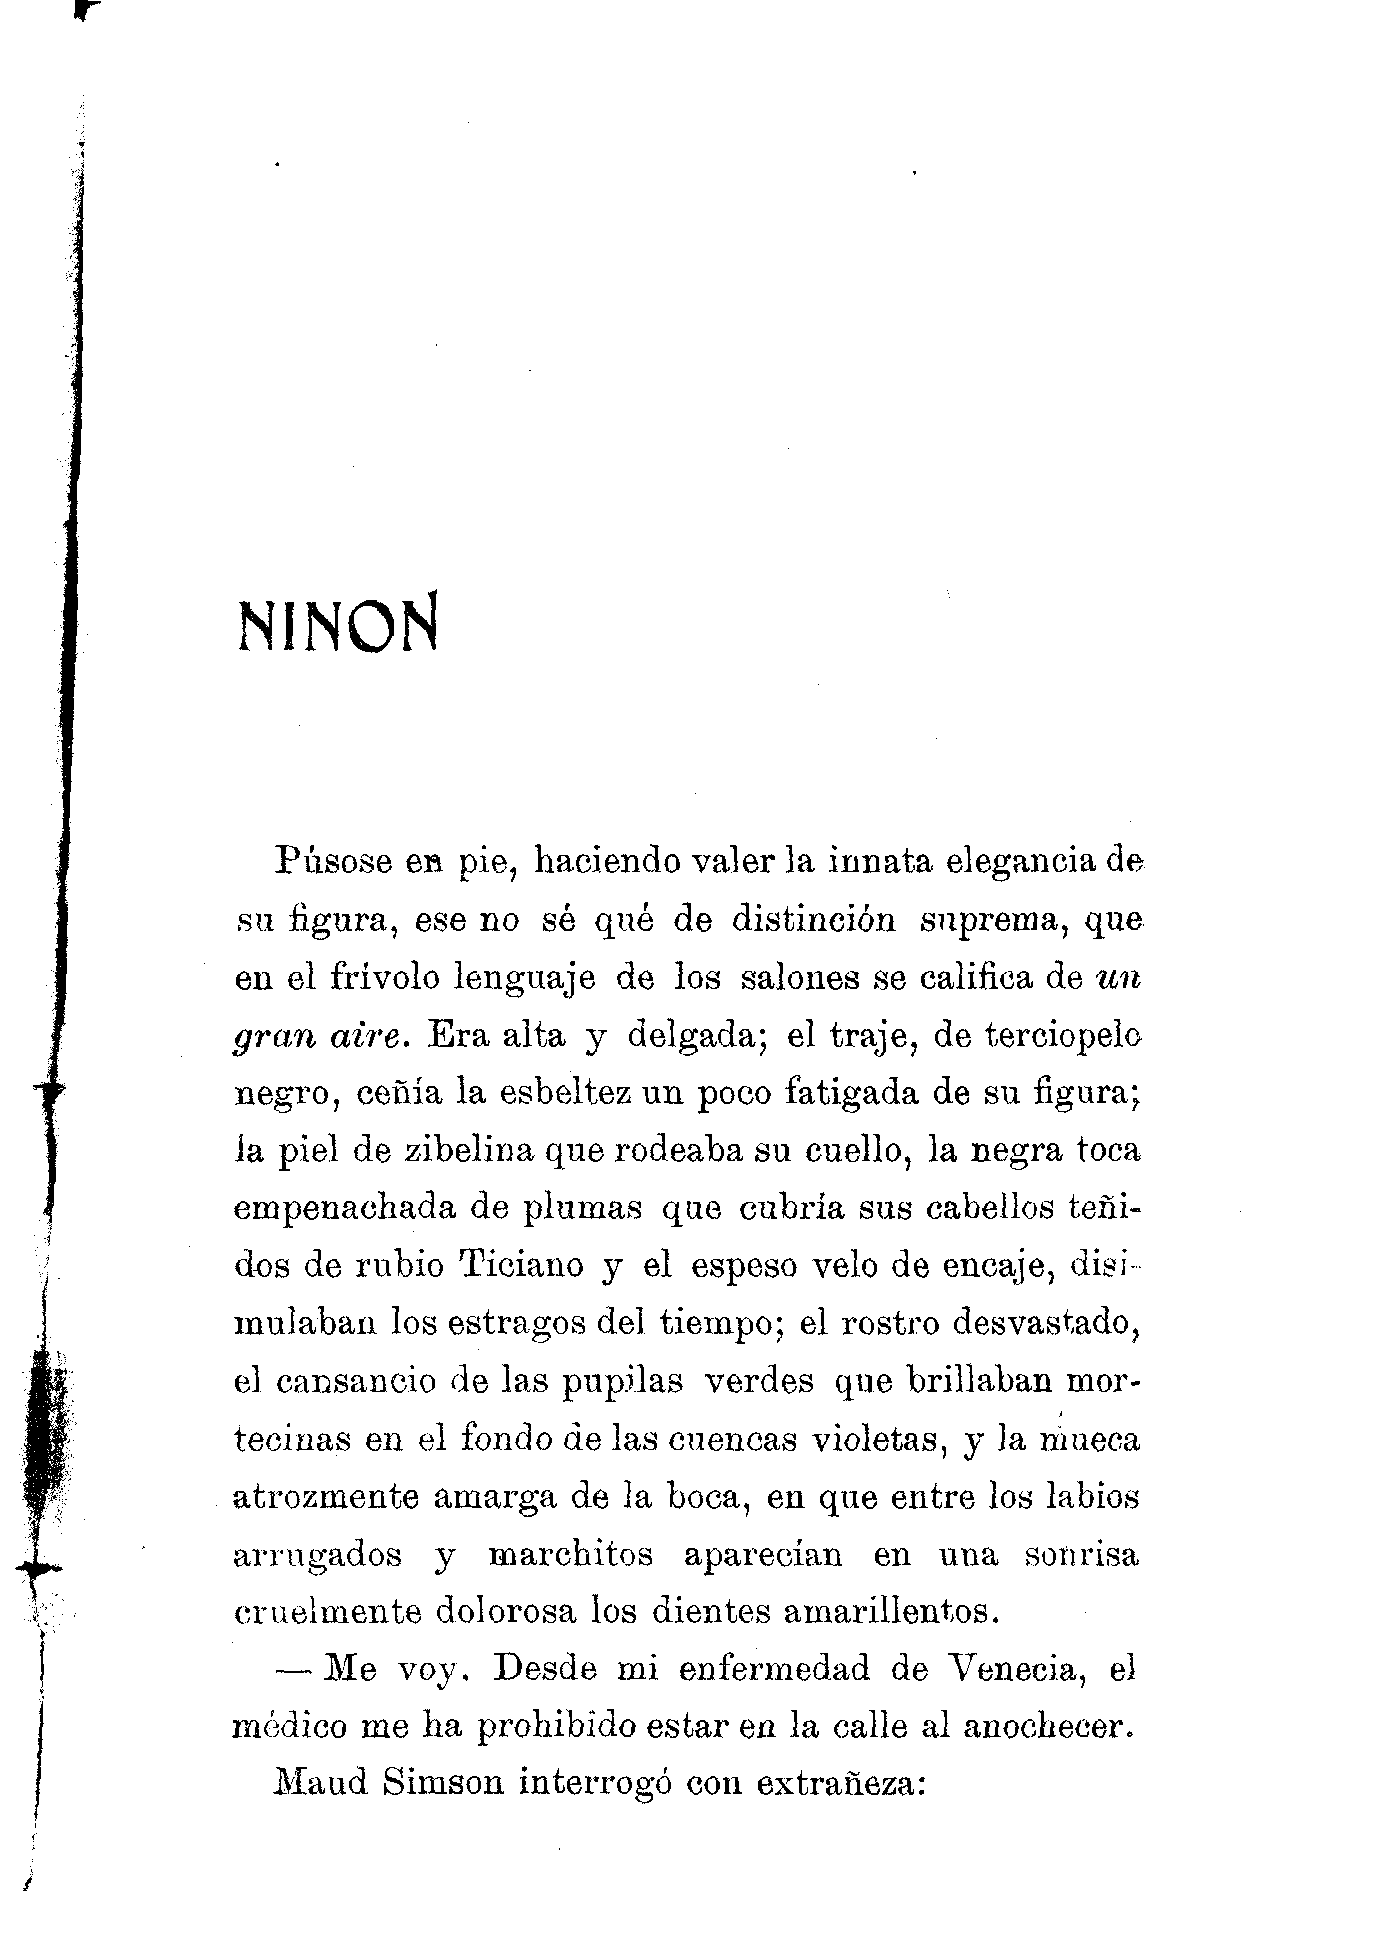 NINON
Púsose en pie, haciendo valer la innata elegancia de
su figura, ese no sé qué de distinción suprema, que
en el frívolo lenguaje de los salones se califica de un
gran aire. Era alta y delgada; el traje, de terciopelo
negro, ceñía la esbeltez un poco fatigada de su figura;
la piel de zibelina que rodeaba su cuello, la negra toca
empenachada de plumas que cubría sus cabellos teñi-
dos de rubio Ticiano y el espeso velo de encaje, disi-
mulaban los estragos del tiempo; el rostro desvastado,
el cansancio de las pupilas verdes que brillaban mor-
tecinas en el fondo de las cuencas violetas, y la mueca
atrozmente amarga de la boca, en que entre los labios
arrugados y marchitos aparecían en una sonrisa
cruelmente dolorosa los dientes amarillentos.
— Me voy. Desde mi enfermedad de Venecia, el
médico me ha prohibido estar en la calle al anochecer.
Maud Simson interrogó con extrañeza: